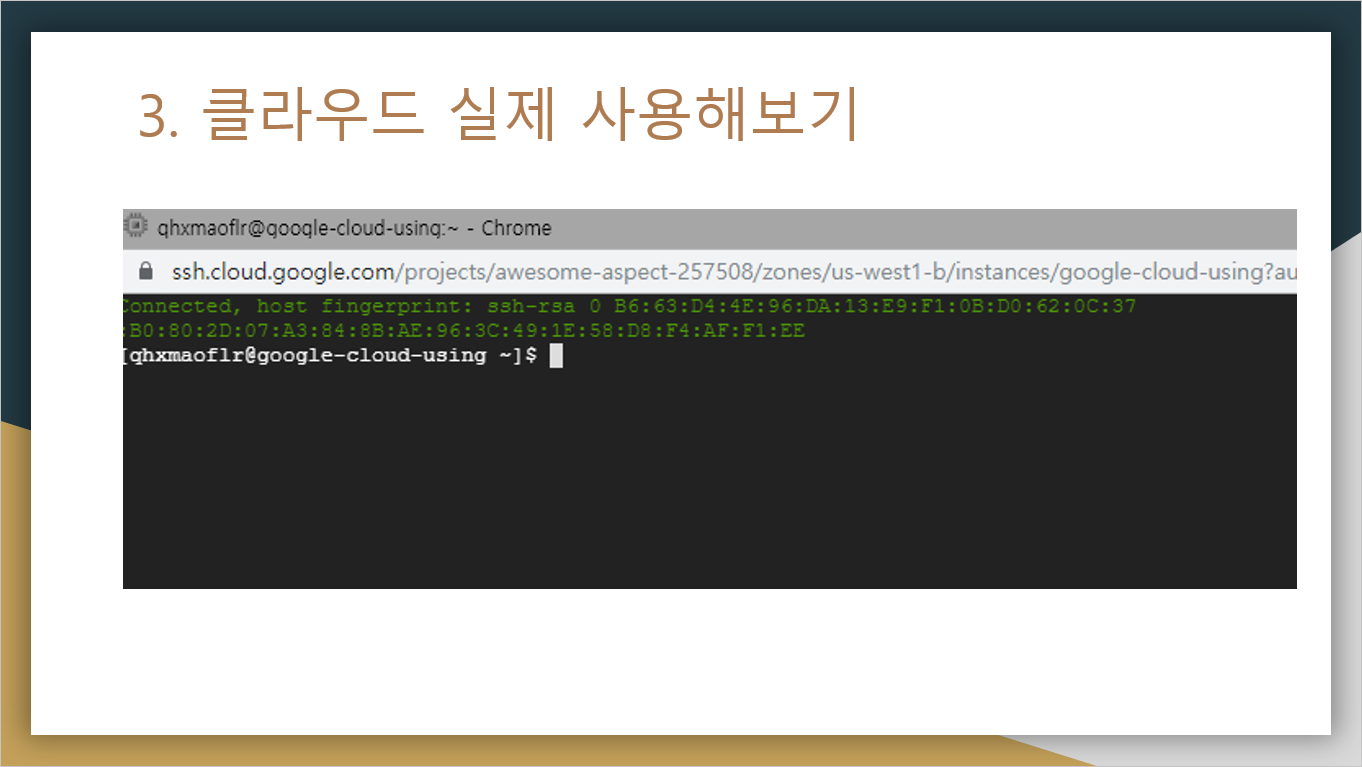 3. 클라우드 실제 사용해보기
qhxmaoflr@google-cloud-using:~ - Chrome
ssh.cloud.google.com/projects/awesome-aspect-257508/zones/us-west1-b/instances/google-cloud-using?au
Connected, host fingerprint: ssh-rsa 0 B6:63:D4:4E:96:DA:13:E9:F1:0B:D0:62:0C:37
:B0:80:2D:07:A3:84:8B:AE:96:3C:49:1E:58:D8:F4:AF:F1:EE
[qhxmaoflr@google-cloud-using ~]$